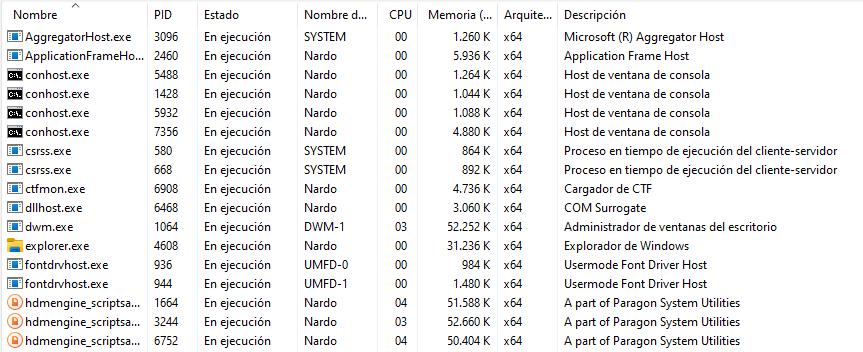 Nombre PID Estado Nombre d... CPU Memoria (... Arquite... Descripción
AggregatorHost.exe 3096 En ejecución SYSTEM 00 1.260 K x64 Microsoft (R) Aggregator Host
ApplicationFrameHo... 2460 En ejecución Nardo 00 5.936 K x64 Application Frame Host
conhost.exe 5488 En ejecución Nardo 00 1.264 K x64 Host de ventana de consola
conhost.exe 1428 En ejecución Nardo 00 1.044 K x64 Host de ventana de consola
conhost.exe 5932 En ejecución Nardo 00 1.088 K x64 Host de ventana de consola
conhost.exe 7356 En ejecución Nardo 00 4.880 K x64 Host de ventana de consola
csrss.exe 580 En ejecución SYSTEM 00 864 K x64 Proceso en tiempo de ejecución del cliente-servidor
csrss.exe 668 En ejecución SYSTEM 00 892 K x64 Proceso en tiempo de ejecución del cliente-servidor
ctfmon.exe 6908 En ejecución Nardo 00 4.736 K x64 Cargador de CTF
dllhost.exe 6468 En ejecución Nardo 00 3.060 K x64 COM Surrogate
dwm.exe 1064 En ejecución DWM-1 03 52.252 K x64 Administrador de ventanas del escritorio
explorer.exe 4608 En ejecución Nardo 00 31.236 K x64 Explorador de Windows
fontdrvhost.exe 936 En ejecución UMFD-0 00 984 K x64 Usermode Font Driver Host
fontdrvhost.exe 944 En ejecución UMFD-1 00 1.480 K x64 Usermode Font Driver Host
hdmengine_scriptsa... 1664 En ejecución Nardo 04 51.588 K x64 A part of Paragon System Utilities
hdmengine_scriptsa... 3244 En ejecución Nardo 03 52.660 K x64 A part of Paragon System Utilities
hdmengine_scriptsa... 6752 En ejecución Nardo 04 50.404 K x64 A part of Paragon System Utilities